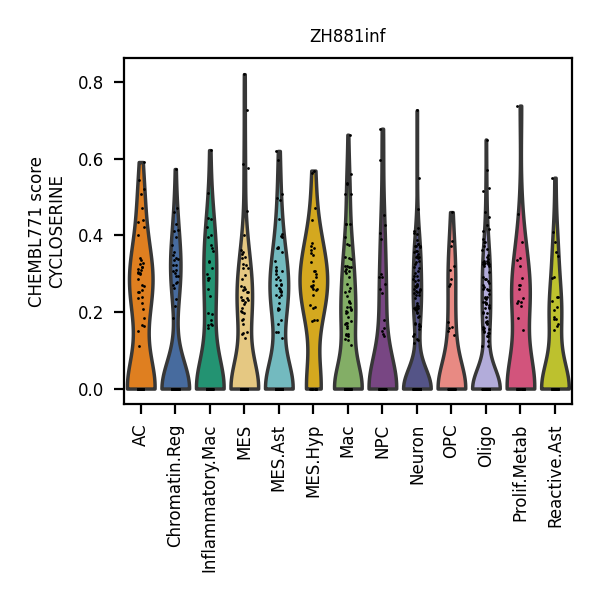 ZH881inf
CHEMBL771 score
CYCLOSERINE
0.8
0.6
0.4
0.2
0.0
AC
Chromatin.Reg
Inflammatory.Mac
MES
MES.Ast
MES.Hyp
Mac
NPC
Neuron
OPC
Oligo
Prolif.Metab
Reactive.Ast